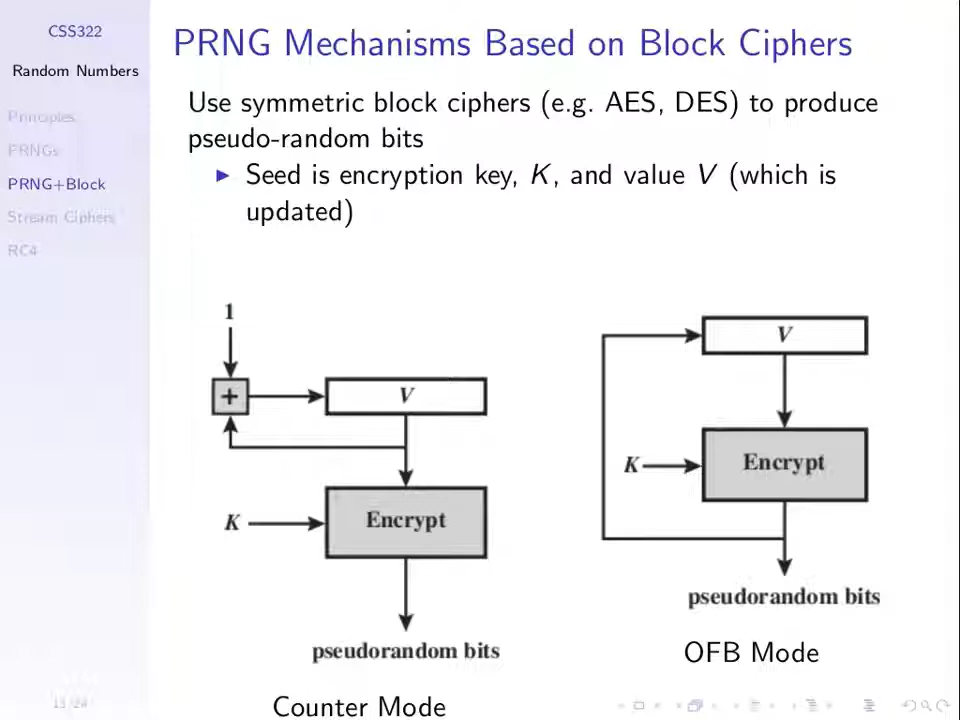 CSS322
Random Numbers
Principles
PRNGs
PRNG+Block
Stream Ciphers
RC4
PRNG Mechanisms Based on Block Ciphers
Use symmetric block ciphers (e.g. AES, DES) to produce
pseudo-random bits
Seed is encryption key, K, and value V (which is
updated)
1
+
V
K
Encrypt
pseudorandom bits
Counter Mode
V
K
Encrypt
pseudorandom bits
OFB Mode